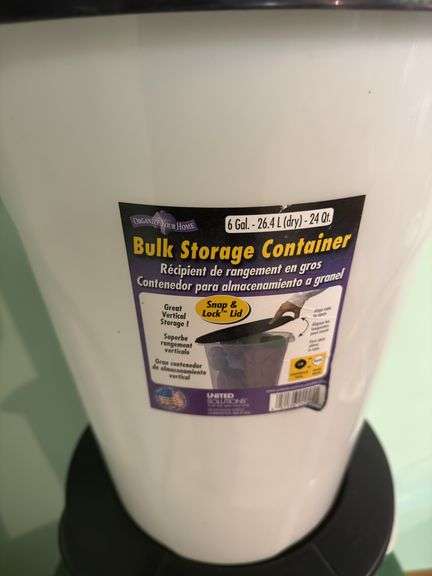 ORGANIZE YOUR HOME
6 Gal. - 26.4 L (dry) - 24 Qt.
Bulk Storage Container
Récipient de rangement en gros
Contenedor para almacenamiento a granel
Great
Vertical
Storage !
Superbe
rangement
verticale
Gran contenedor
de almacenamiento
vertical
Snap &
Lock™ Lid
UNITED
SOLUTIONS